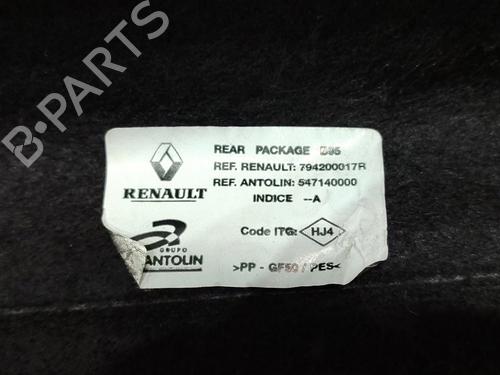 B-PARTS
REAR PACKAGE B95
REF. RENAULT: 794200017R
RENAULT
REF. ANTOLIN: 547140000
INDICE --A
Code ITG: HJ4
GRUPO
ANTOLIN
>PP - GF50 / PES<